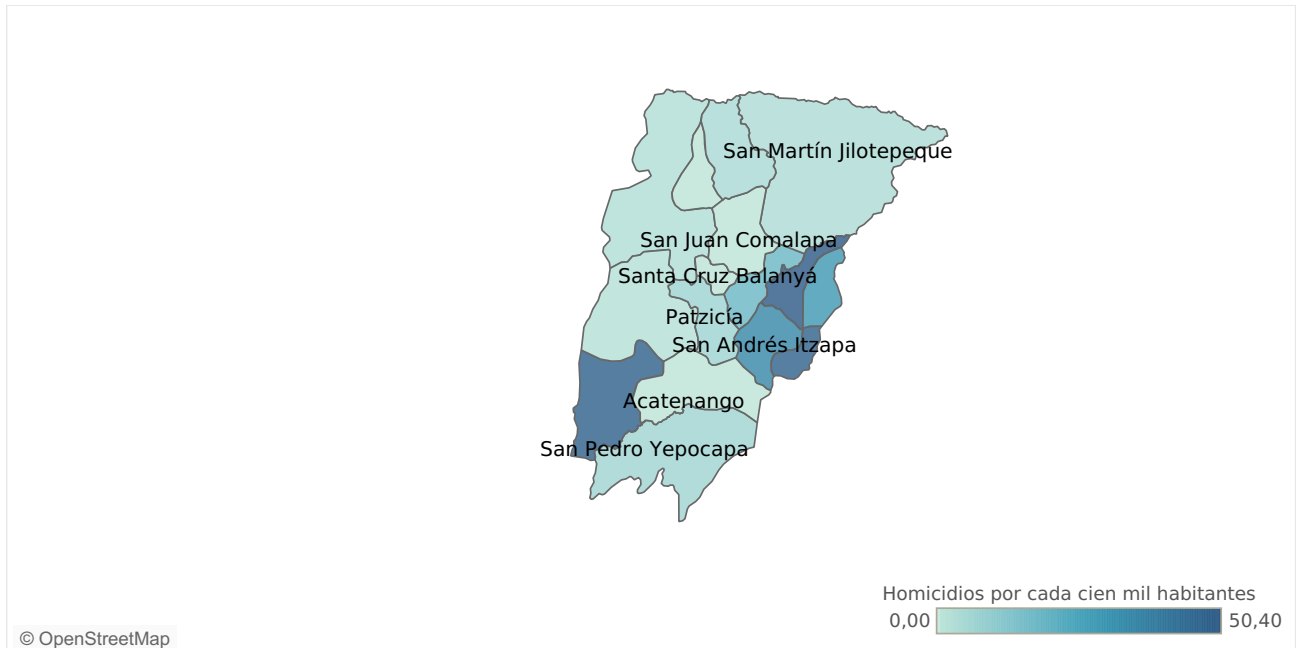 San Martín Jilotepeque
San Juan Comalapa
Santa Cruz Balanyá
Patzicía
San Andrés Itzapa
Acatenango
San Pedro Yepocapa
Homicidios por cada cien mil habitantes
0,00 50,40
© OpenStreetMap